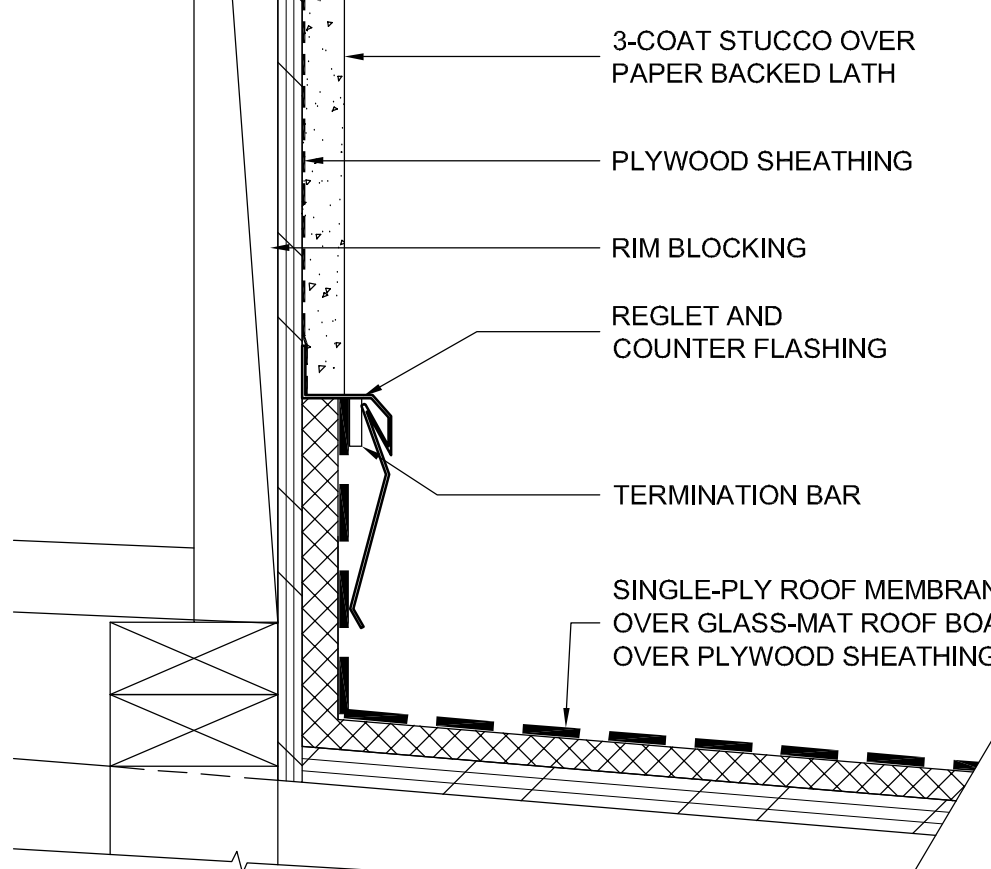 3-COAT STUCCO OVER
PAPER BACKED LATH
PLYWOOD SHEATHING
RIM BLOCKING
REGLET AND
COUNTER FLASHING
TERMINATION BAR
SINGLE-PLY ROOF MEMBRAN
OVER GLASS-MAT ROOF BOA
OVER PLYWOOD SHEATHING